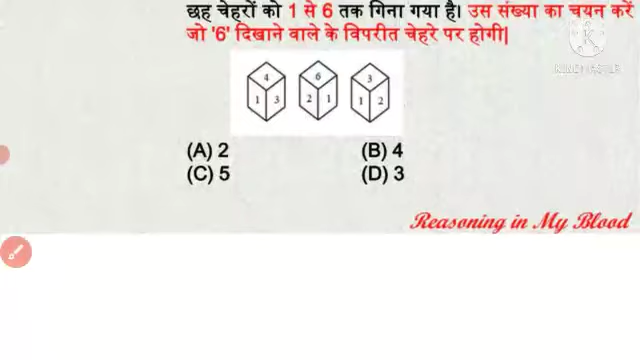 छह चेहरों को 1 से 6 तक गिना गया है। उस संख्या का चयन करें
जो '6' दिखाने वाले के विपरीत चेहरे पर होगी|
4 6 3
1 3 2 1 1 2
(A) 2 (B) 4
(C) 5 (D) 3
Reasoning in My Blood